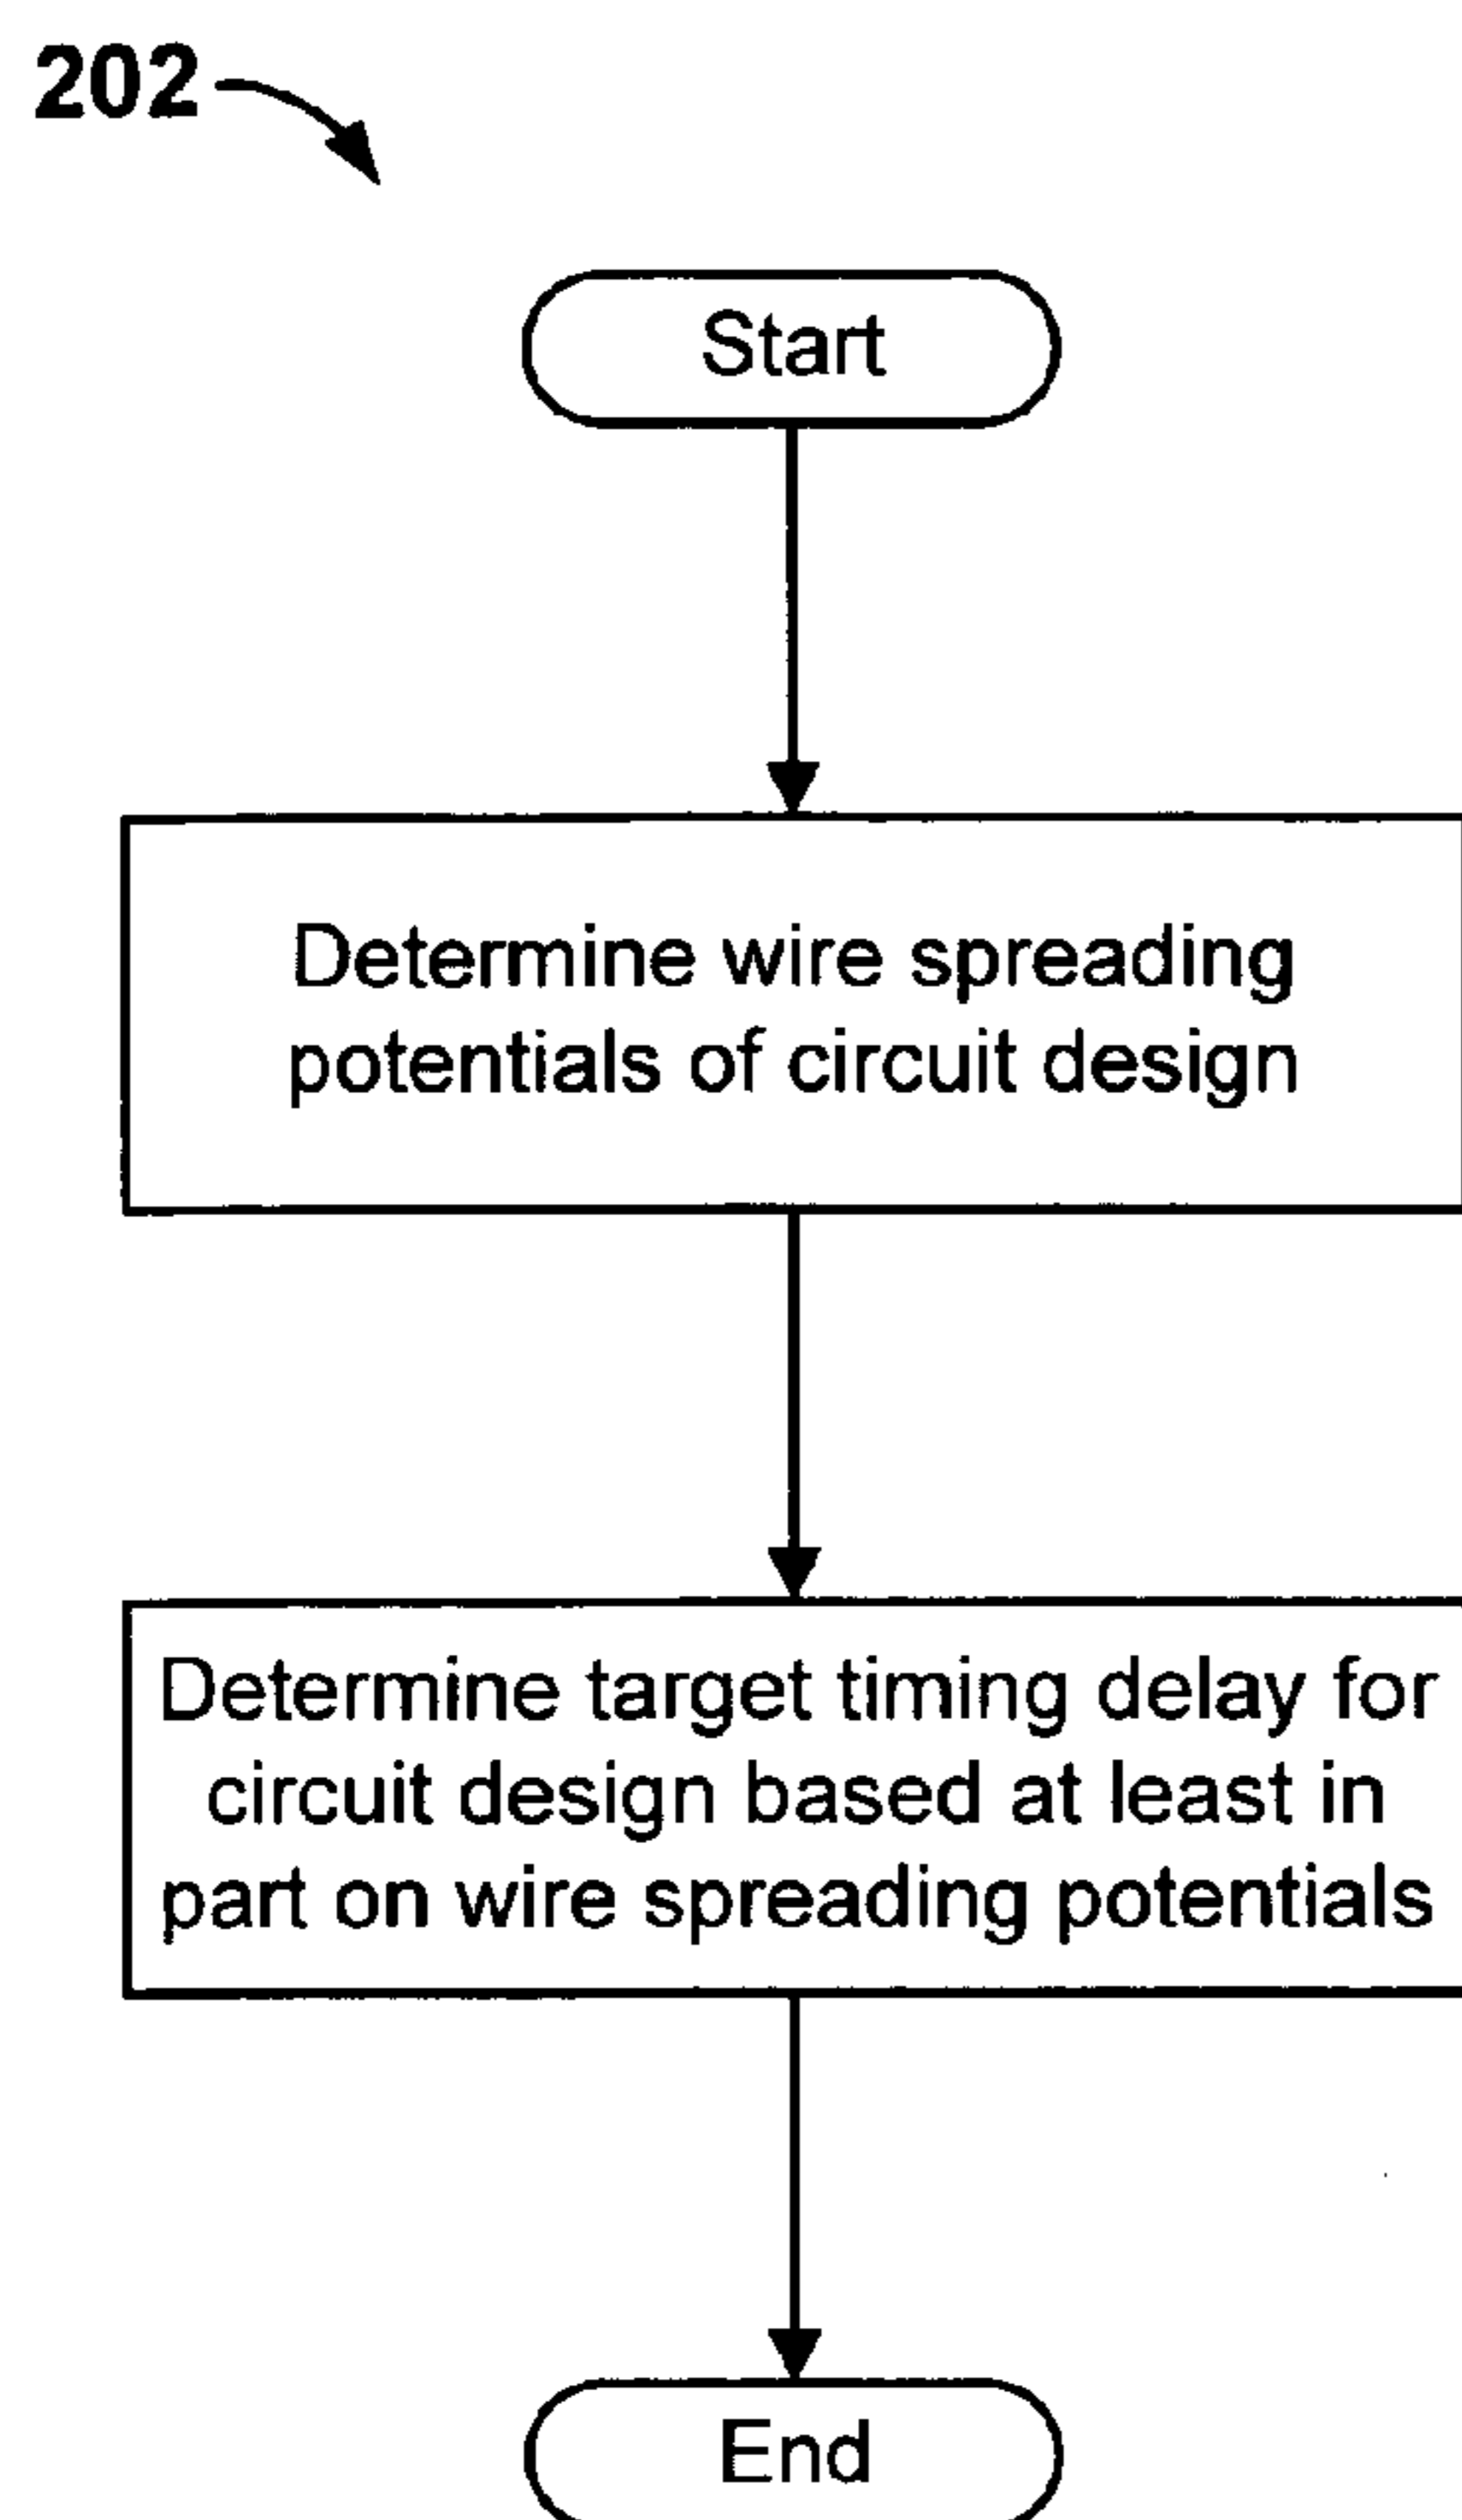 202
Start
Determine wire spreading
potentials of circuit design
Determine target timing delay for
circuit design based at least in
part on wire spreading potentials
End